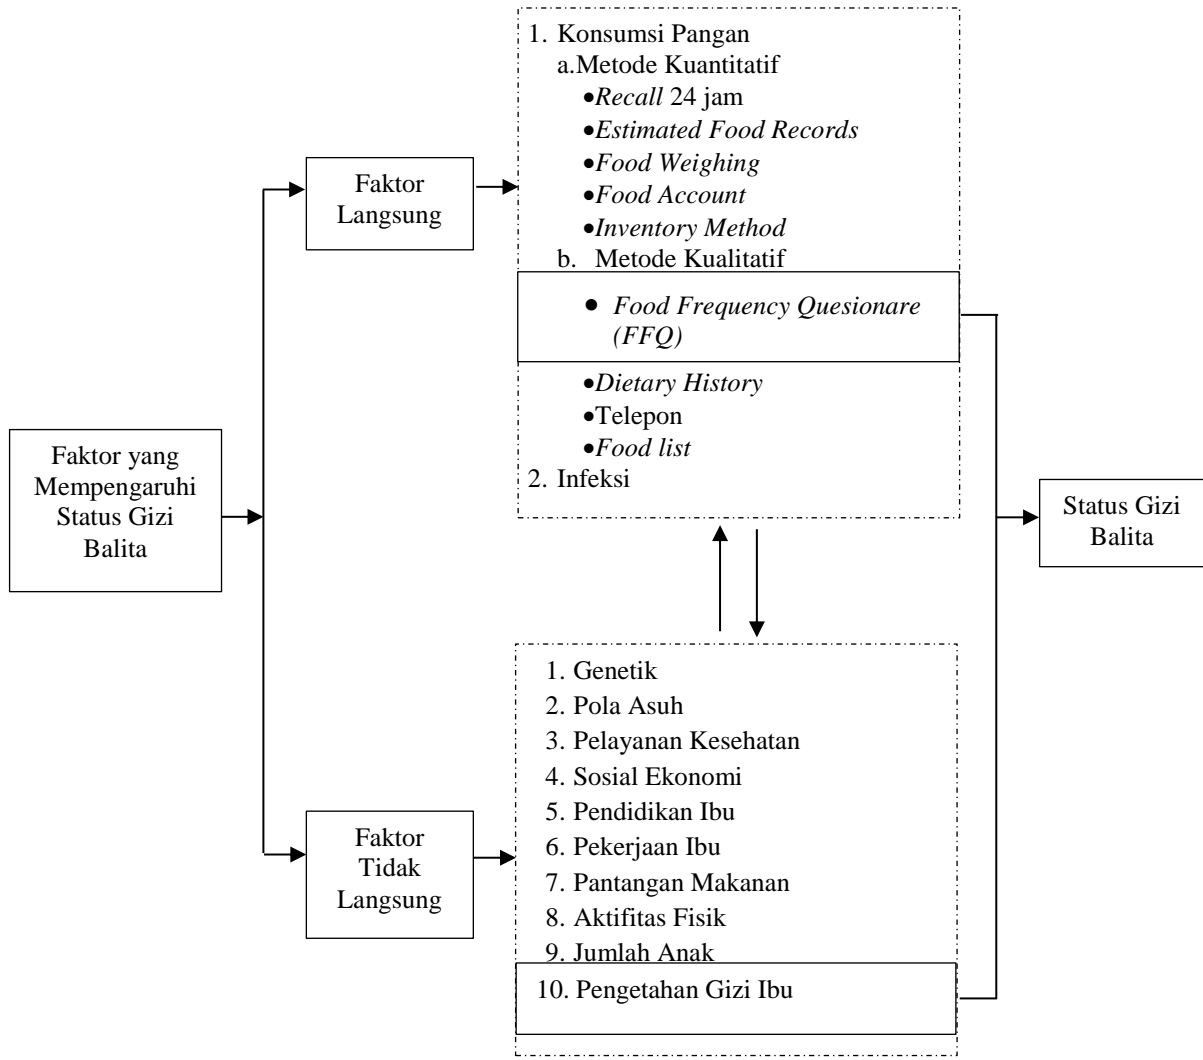 Faktor yang
Mempengaruhi
Status Gizi
Balita
Faktor
Langsung
1. Konsumsi Pangan
a.Metode Kuantitatif
•Recall 24 jam
•Estimated Food Records
•Food Weighing
•Food Account
•Inventory Method
b. Metode Kualitatif
• Food Frequency Quesionare
(FFQ)
•Dietary History
•Telepon
•Food list
2. Infeksi
Faktor
Tidak
Langsung
1. Genetik
2. Pola Asuh
3. Pelayanan Kesehatan
4. Sosial Ekonomi
5. Pendidikan Ibu
6. Pekerjaan Ibu
7. Pantangan Makanan
8. Aktifitas Fisik
9. Jumlah Anak
10. Pengetahan Gizi Ibu
Status Gizi
Balita